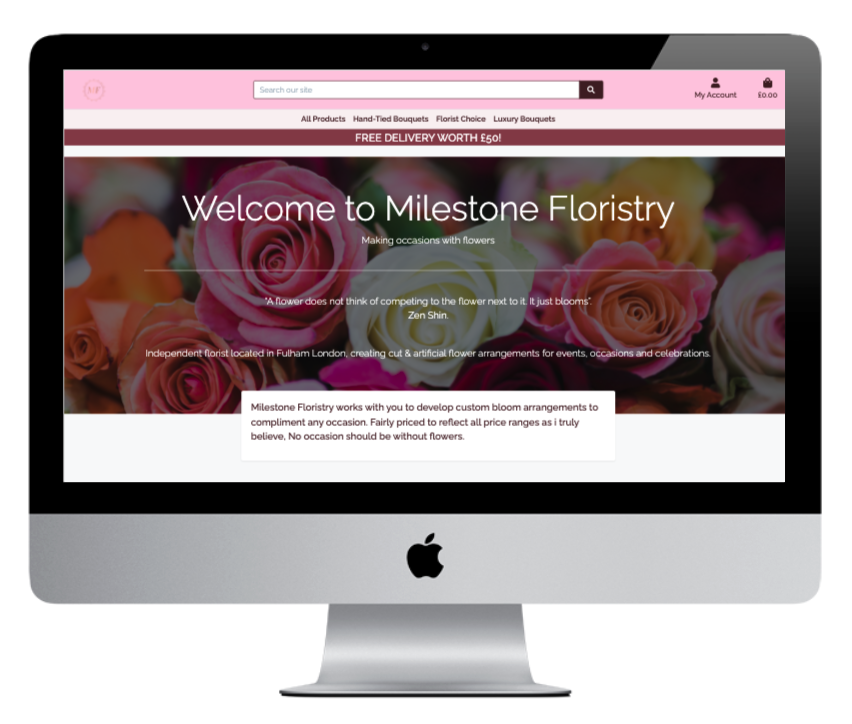 MF
Search our site
My Account
£0.00
All Products Hand-Tied Bouquets Florist Choice Luxury Bouquets
FREE DELIVERY WORTH £50!
Welcome to Milestone Floristry
Making occasions with flowers
"A flower does not think of competing to the flower next to it. It just blooms".
Zen Shin.
Independent florist located in Fulham London, creating cut & artificial flower arrangements for events, occasions and celebrations.
Milestone Floristry works with you to develop custom bloom arrangements to
compliment any occasion. Fairly priced to reflect all price ranges as i truly
believe, No occasion should be without flowers.